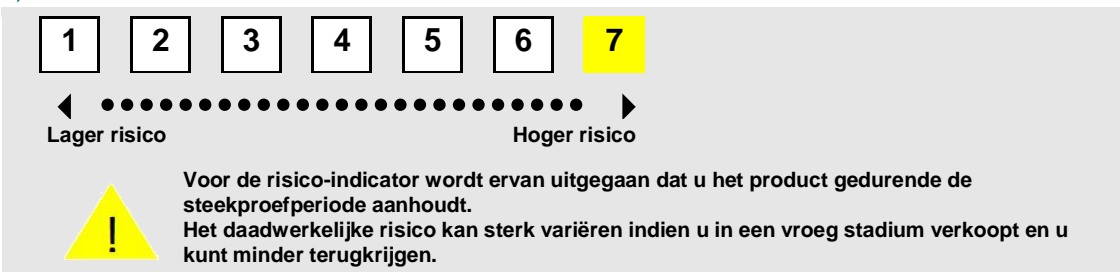 1 2 3 4 5 6 7
Lager risico Hoger risico
!
Voor de risico-indicator wordt ervan uitgegaan dat u het product gedurende de
steekproefperiode aanhoudt.
Het daadwerkelijke risico kan sterk variëren indien u in een vroeg stadium verkoopt en u
kunt minder terugkrijgen.